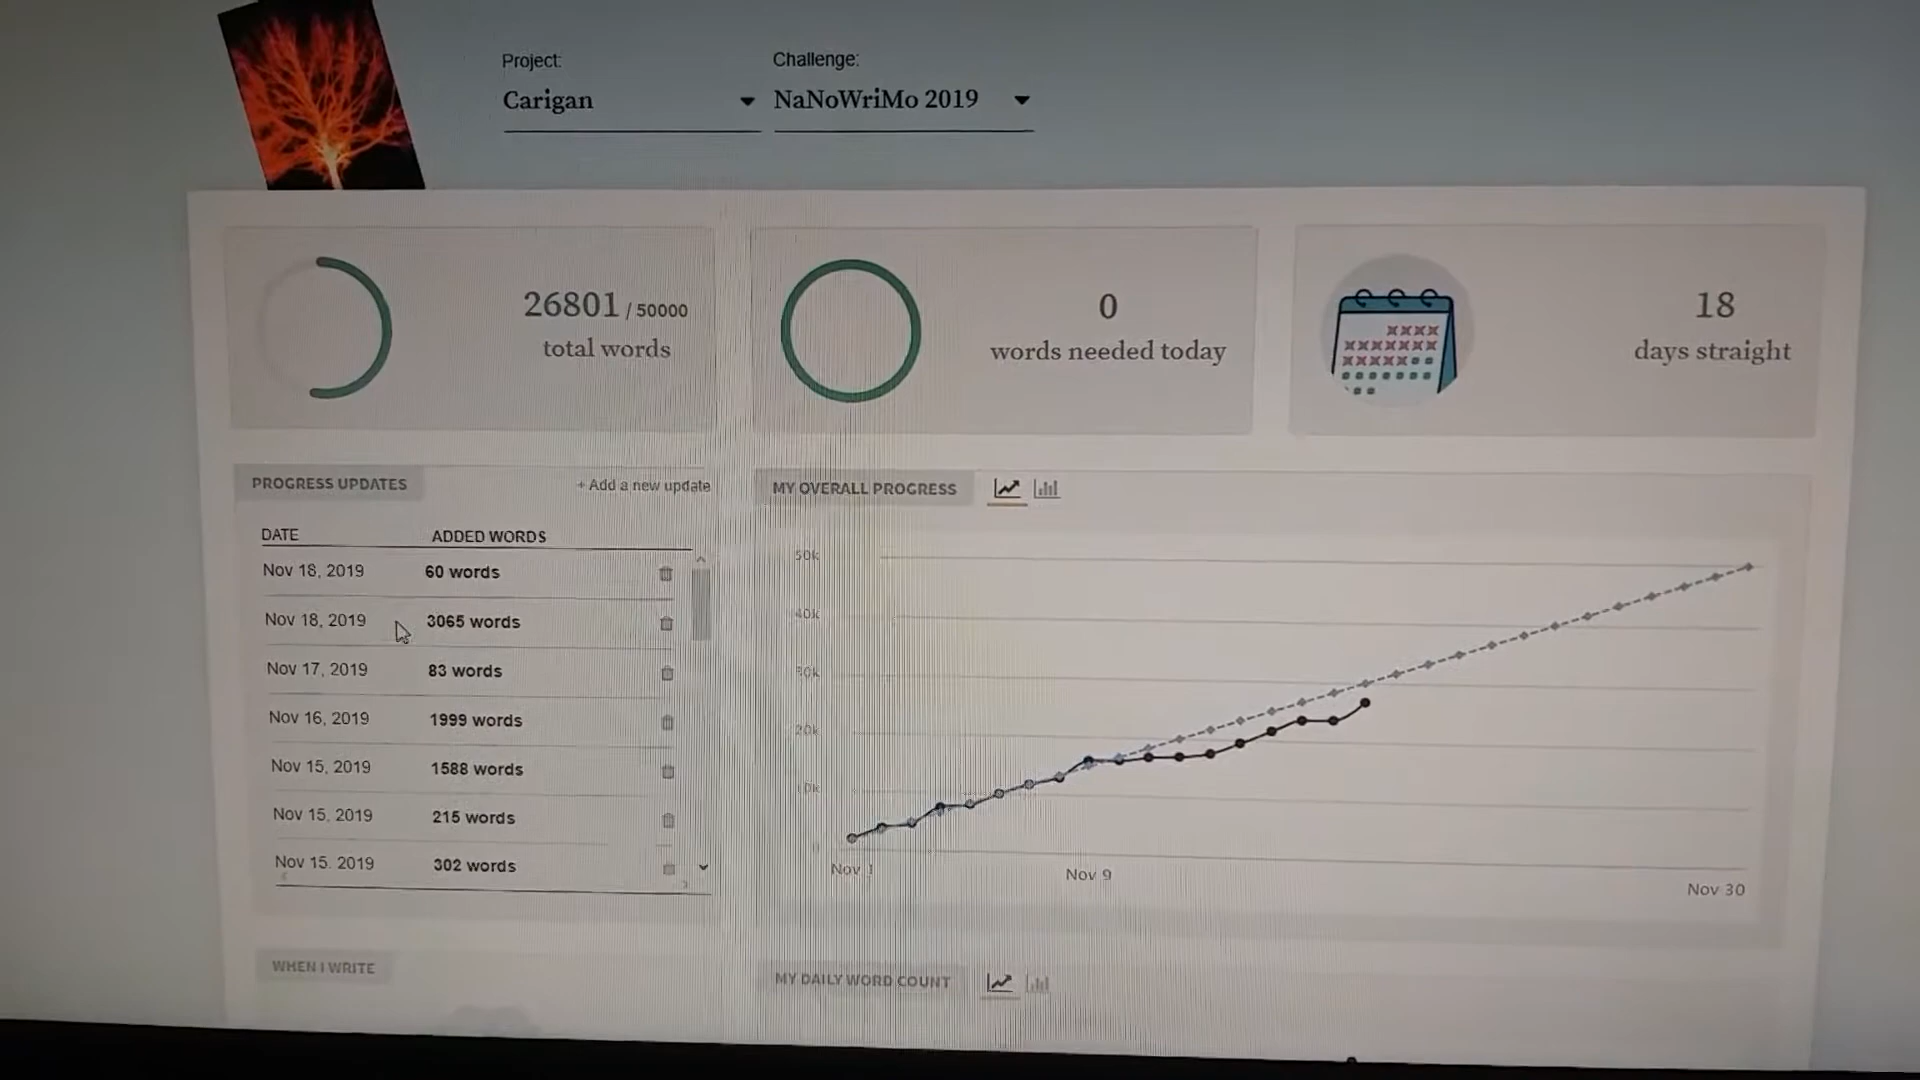 Project:
Challenge:
Carigan
NaNoWriMo 2019
26801 / 50000
total words
0
words needed today
18
days straight
PROGRESS UPDATES
+ Add a new update
DATE
ADDED WORDS
Nov 18, 2019
60 words
Nov 18, 2019
3065 words
Nov 17, 2019
83 words
Nov 16, 2019
1999 words
Nov 15, 2019
1588 words
Nov 15, 2019
215 words
Nov 15, 2019
302 words
MY OVERALL PROGRESS
50k
40k
30k
20k
10k
0
Nov 1
Nov 9
Nov 30
WHEN I WRITE
MY DAILY WORD COUNT